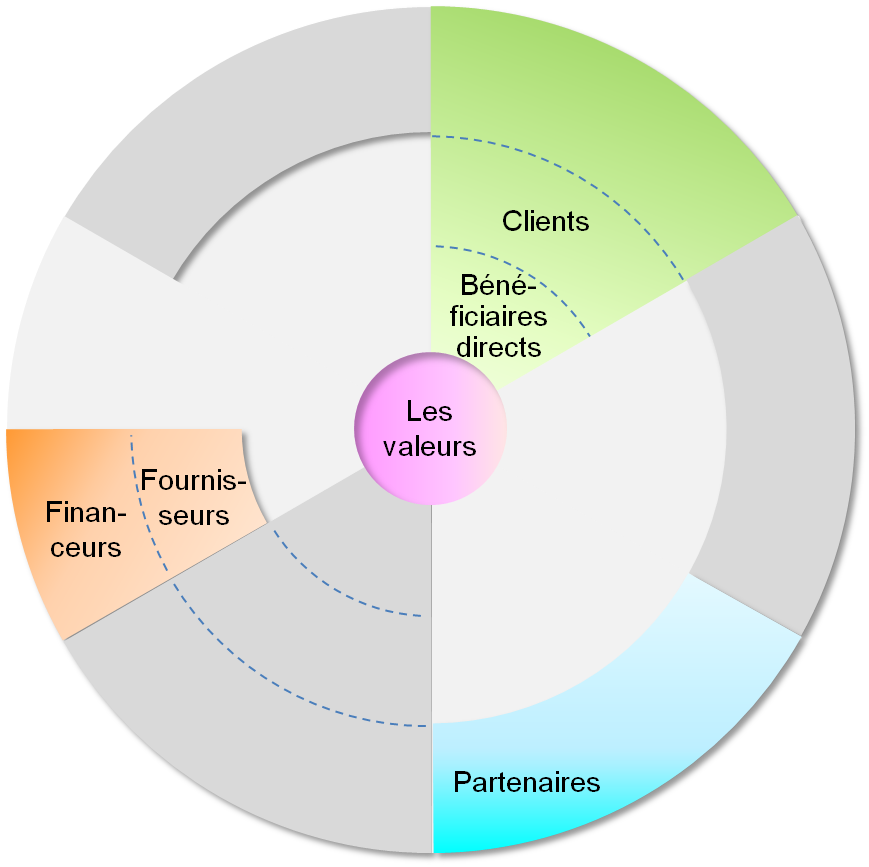 Clients
Béné-
ficiaires
directs
Les
valeurs
Fournis-
seurs
Finan-
ceurs
Partenaires